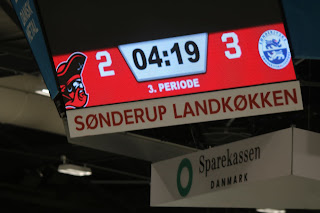 2 04:19 3
3. PERIODE
SØNDERUP LANDKØKKEN
Sparekassen
DANMARK